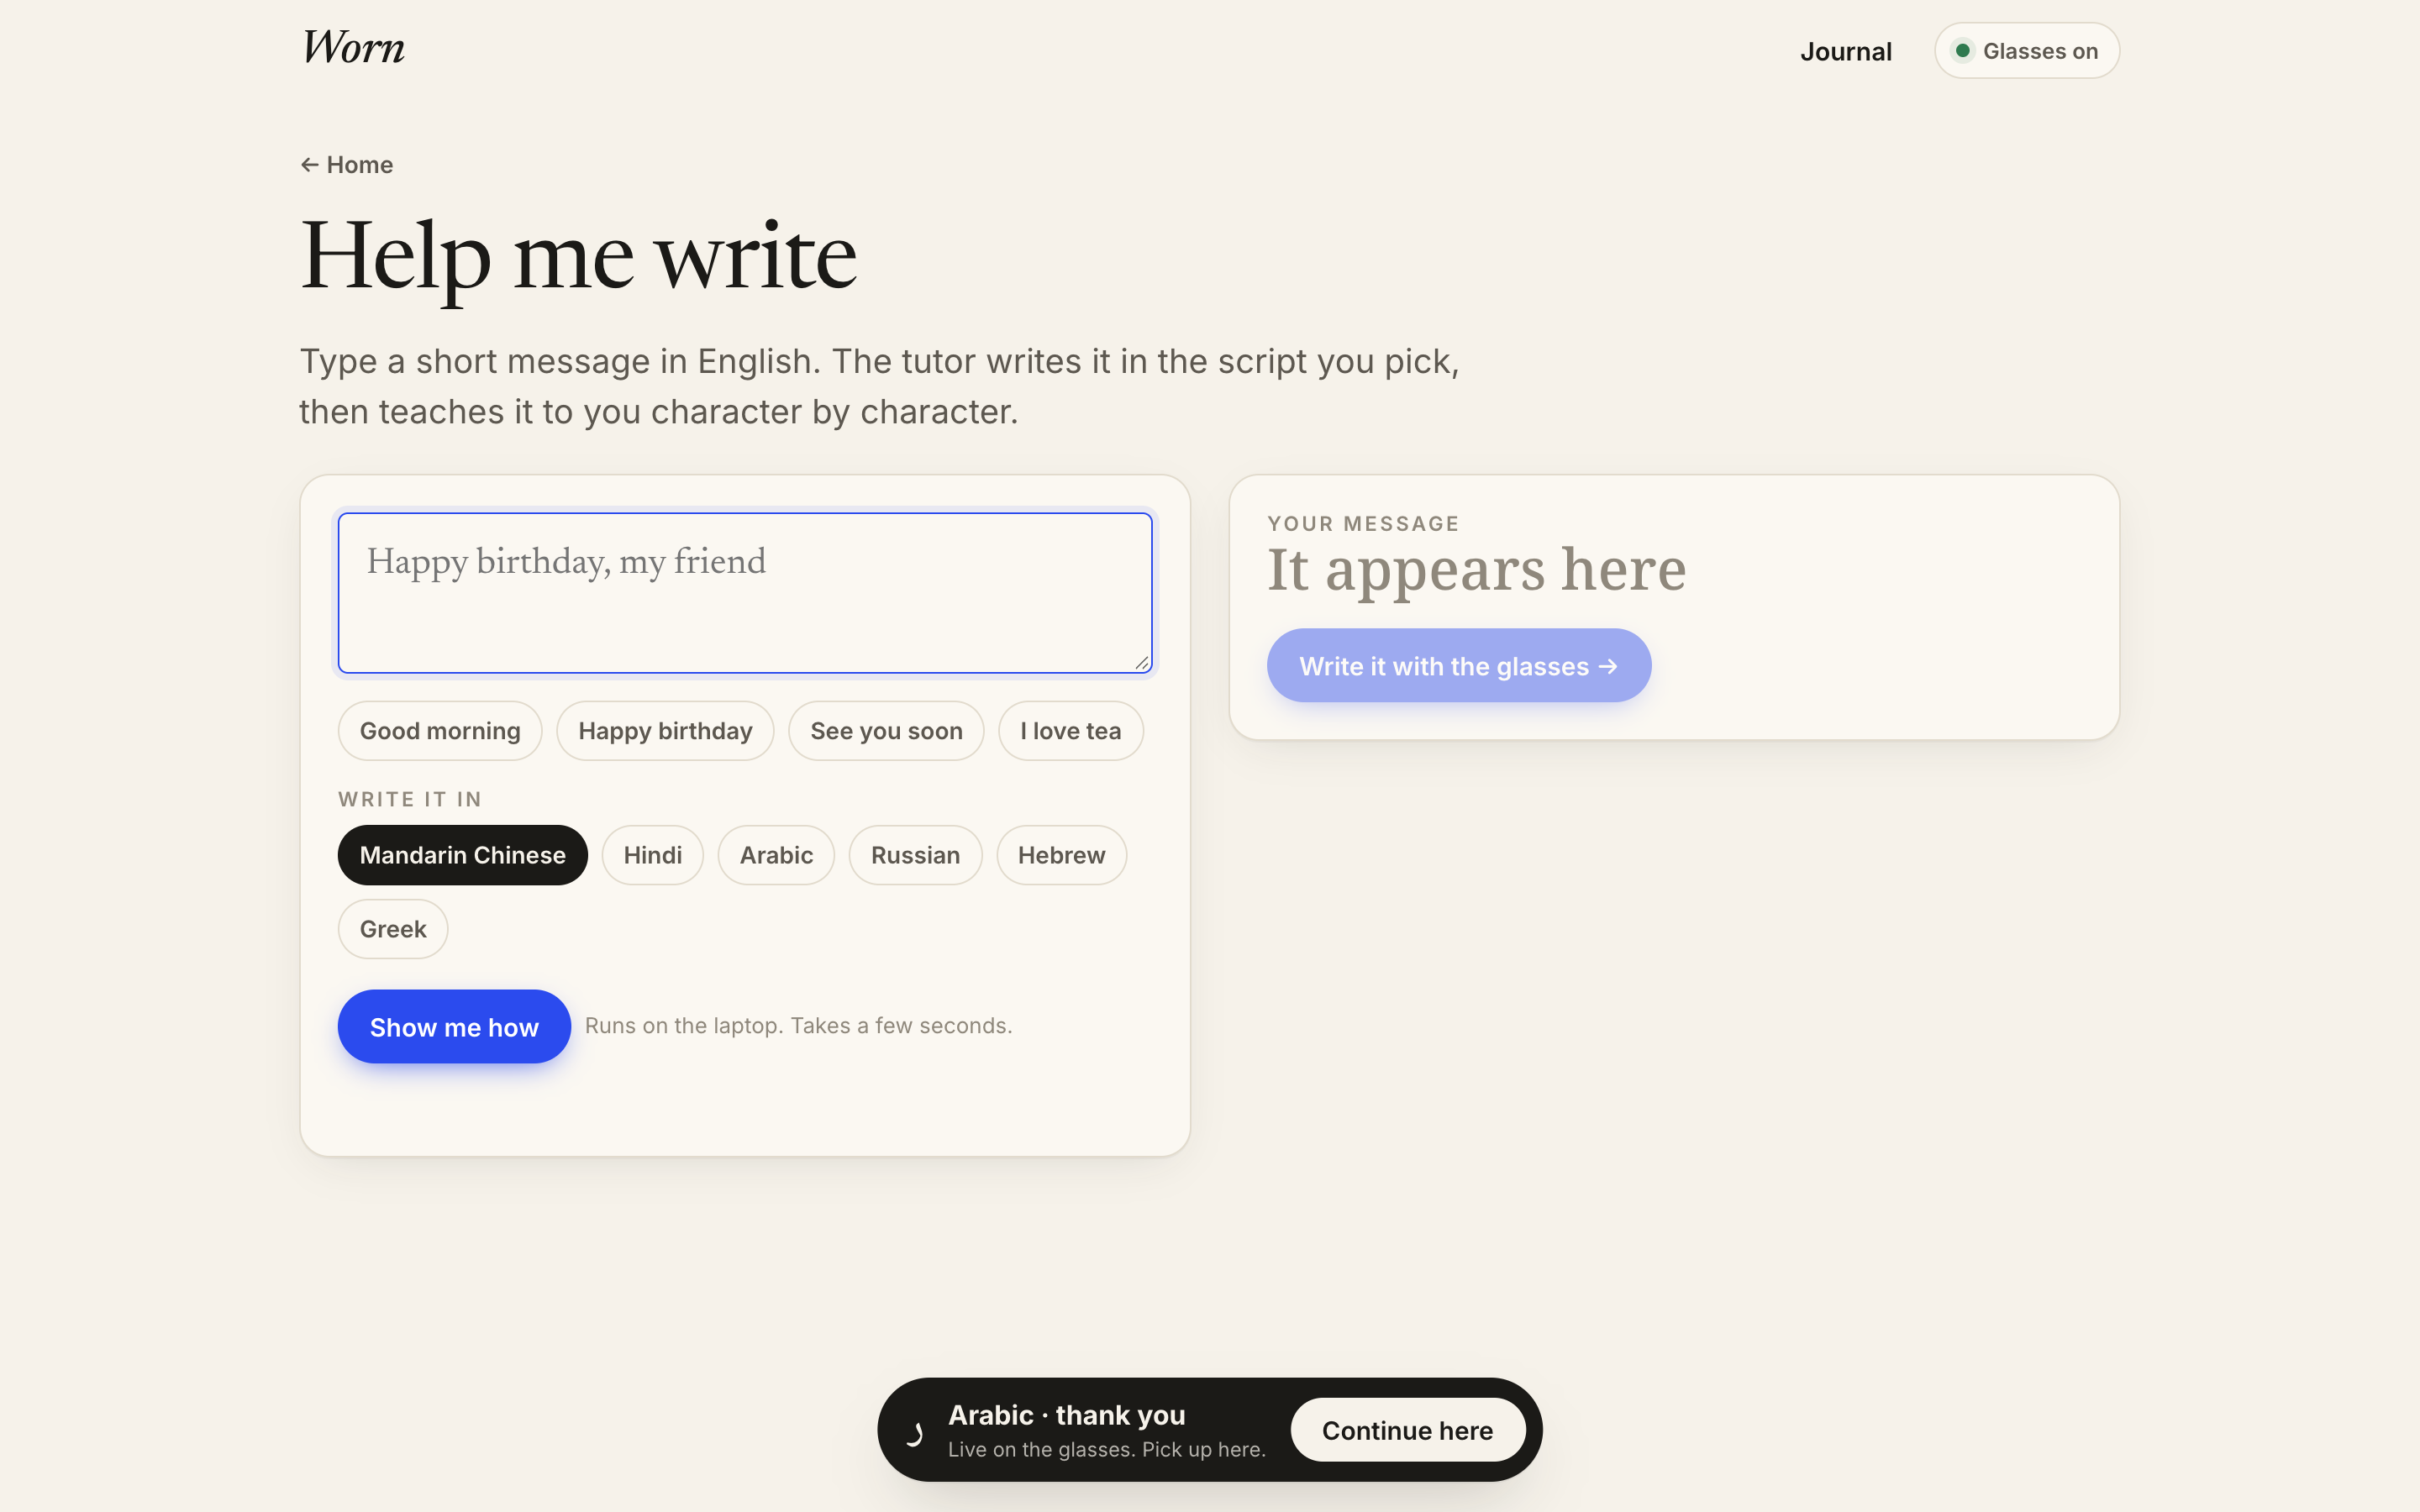 Worn
Journal
Glasses on
← Home
Help me write
Type a short message in English. The tutor writes it in the script you pick,
then teaches it to you character by character.
Happy birthday, my friend
Good morning
Happy birthday
See you soon
I love tea
WRITE IT IN
Mandarin Chinese
Hindi
Arabic
Russian
Hebrew
Greek
Show me how
Runs on the laptop. Takes a few seconds.
YOUR MESSAGE
It appears here
Write it with the glasses →
ر
Arabic · thank you
Live on the glasses. Pick up here.
Continue here